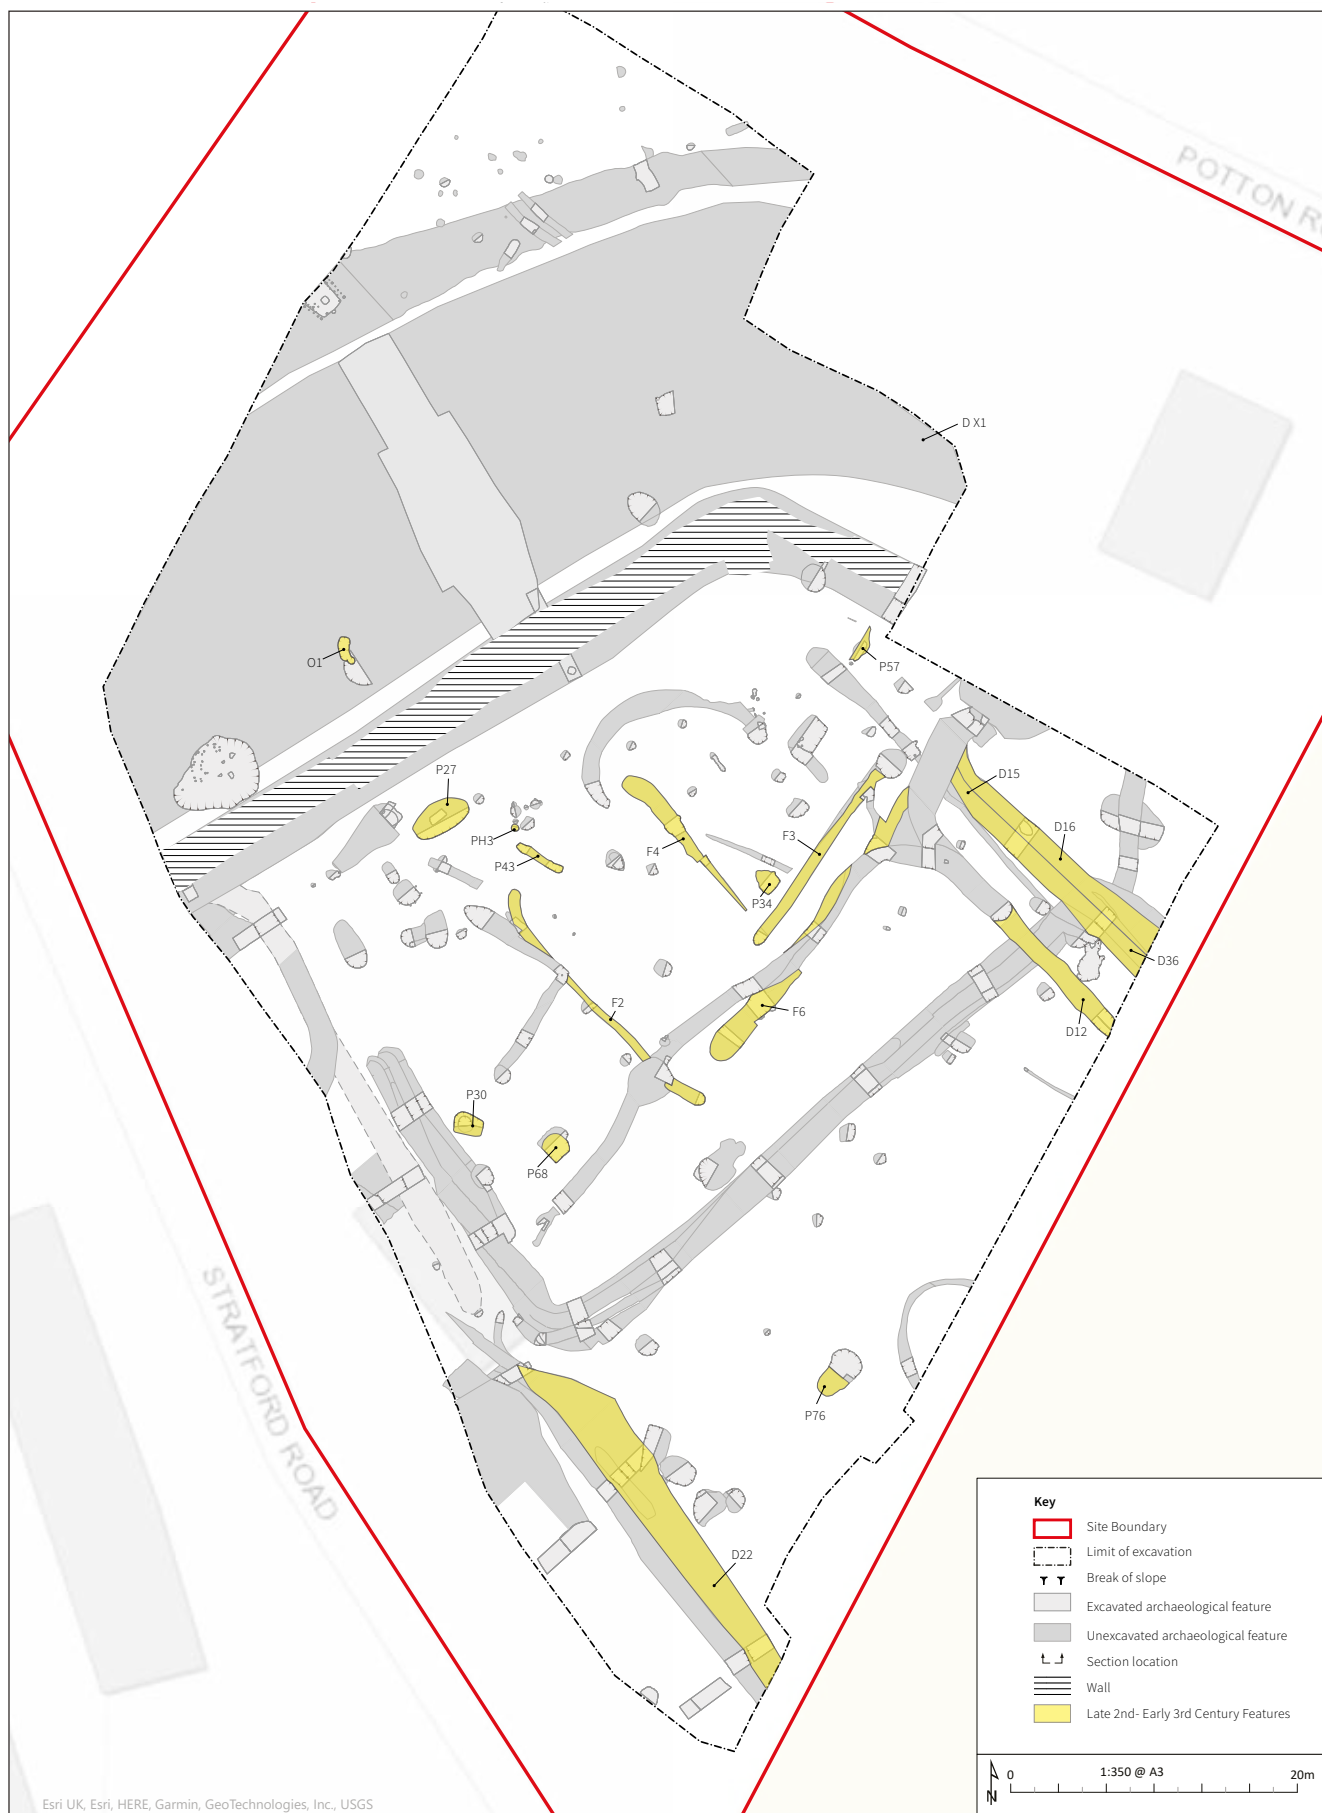 POTTON R
D X1
O1
P57
P27
D15
PH3
P43
F4
F3
D16
P34
D36
F2
F6
D12
P30
P68
STRATFORD ROAD
P76
D22
Key
Site Boundary
Limit of excavation
Break of slope
Excavated archaeological feature
Unexcavated archaeological feature
Section location
Wall
Late 2nd- Early 3rd Century Features
N
0
1:350 @ A3
20m
Esri UK, Esri, HERE, Garmin, GeoTechnologies, Inc., USGS